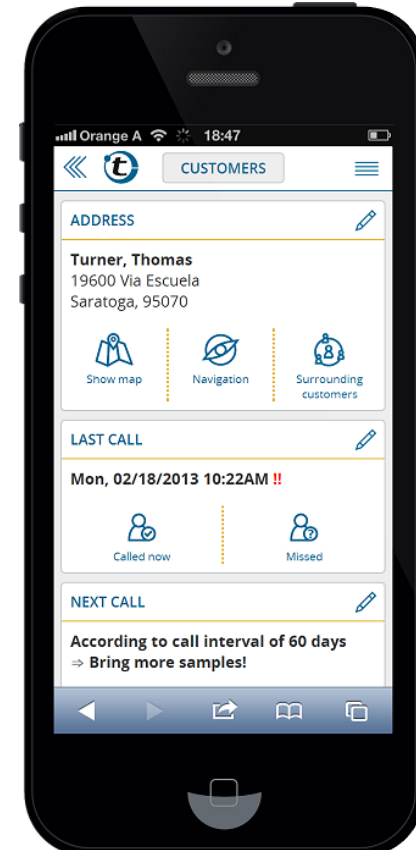 Orange A 18:47
t CUSTOMERS
ADDRESS
Turner, Thomas
19600 Via Escuela
Saratoga, 95070
Show map Navigation Surrounding
customers
LAST CALL
Mon, 02/18/2013 10:22AM !!
Called now Missed
NEXT CALL
According to call interval of 60 days
⇒ Bring more samples!